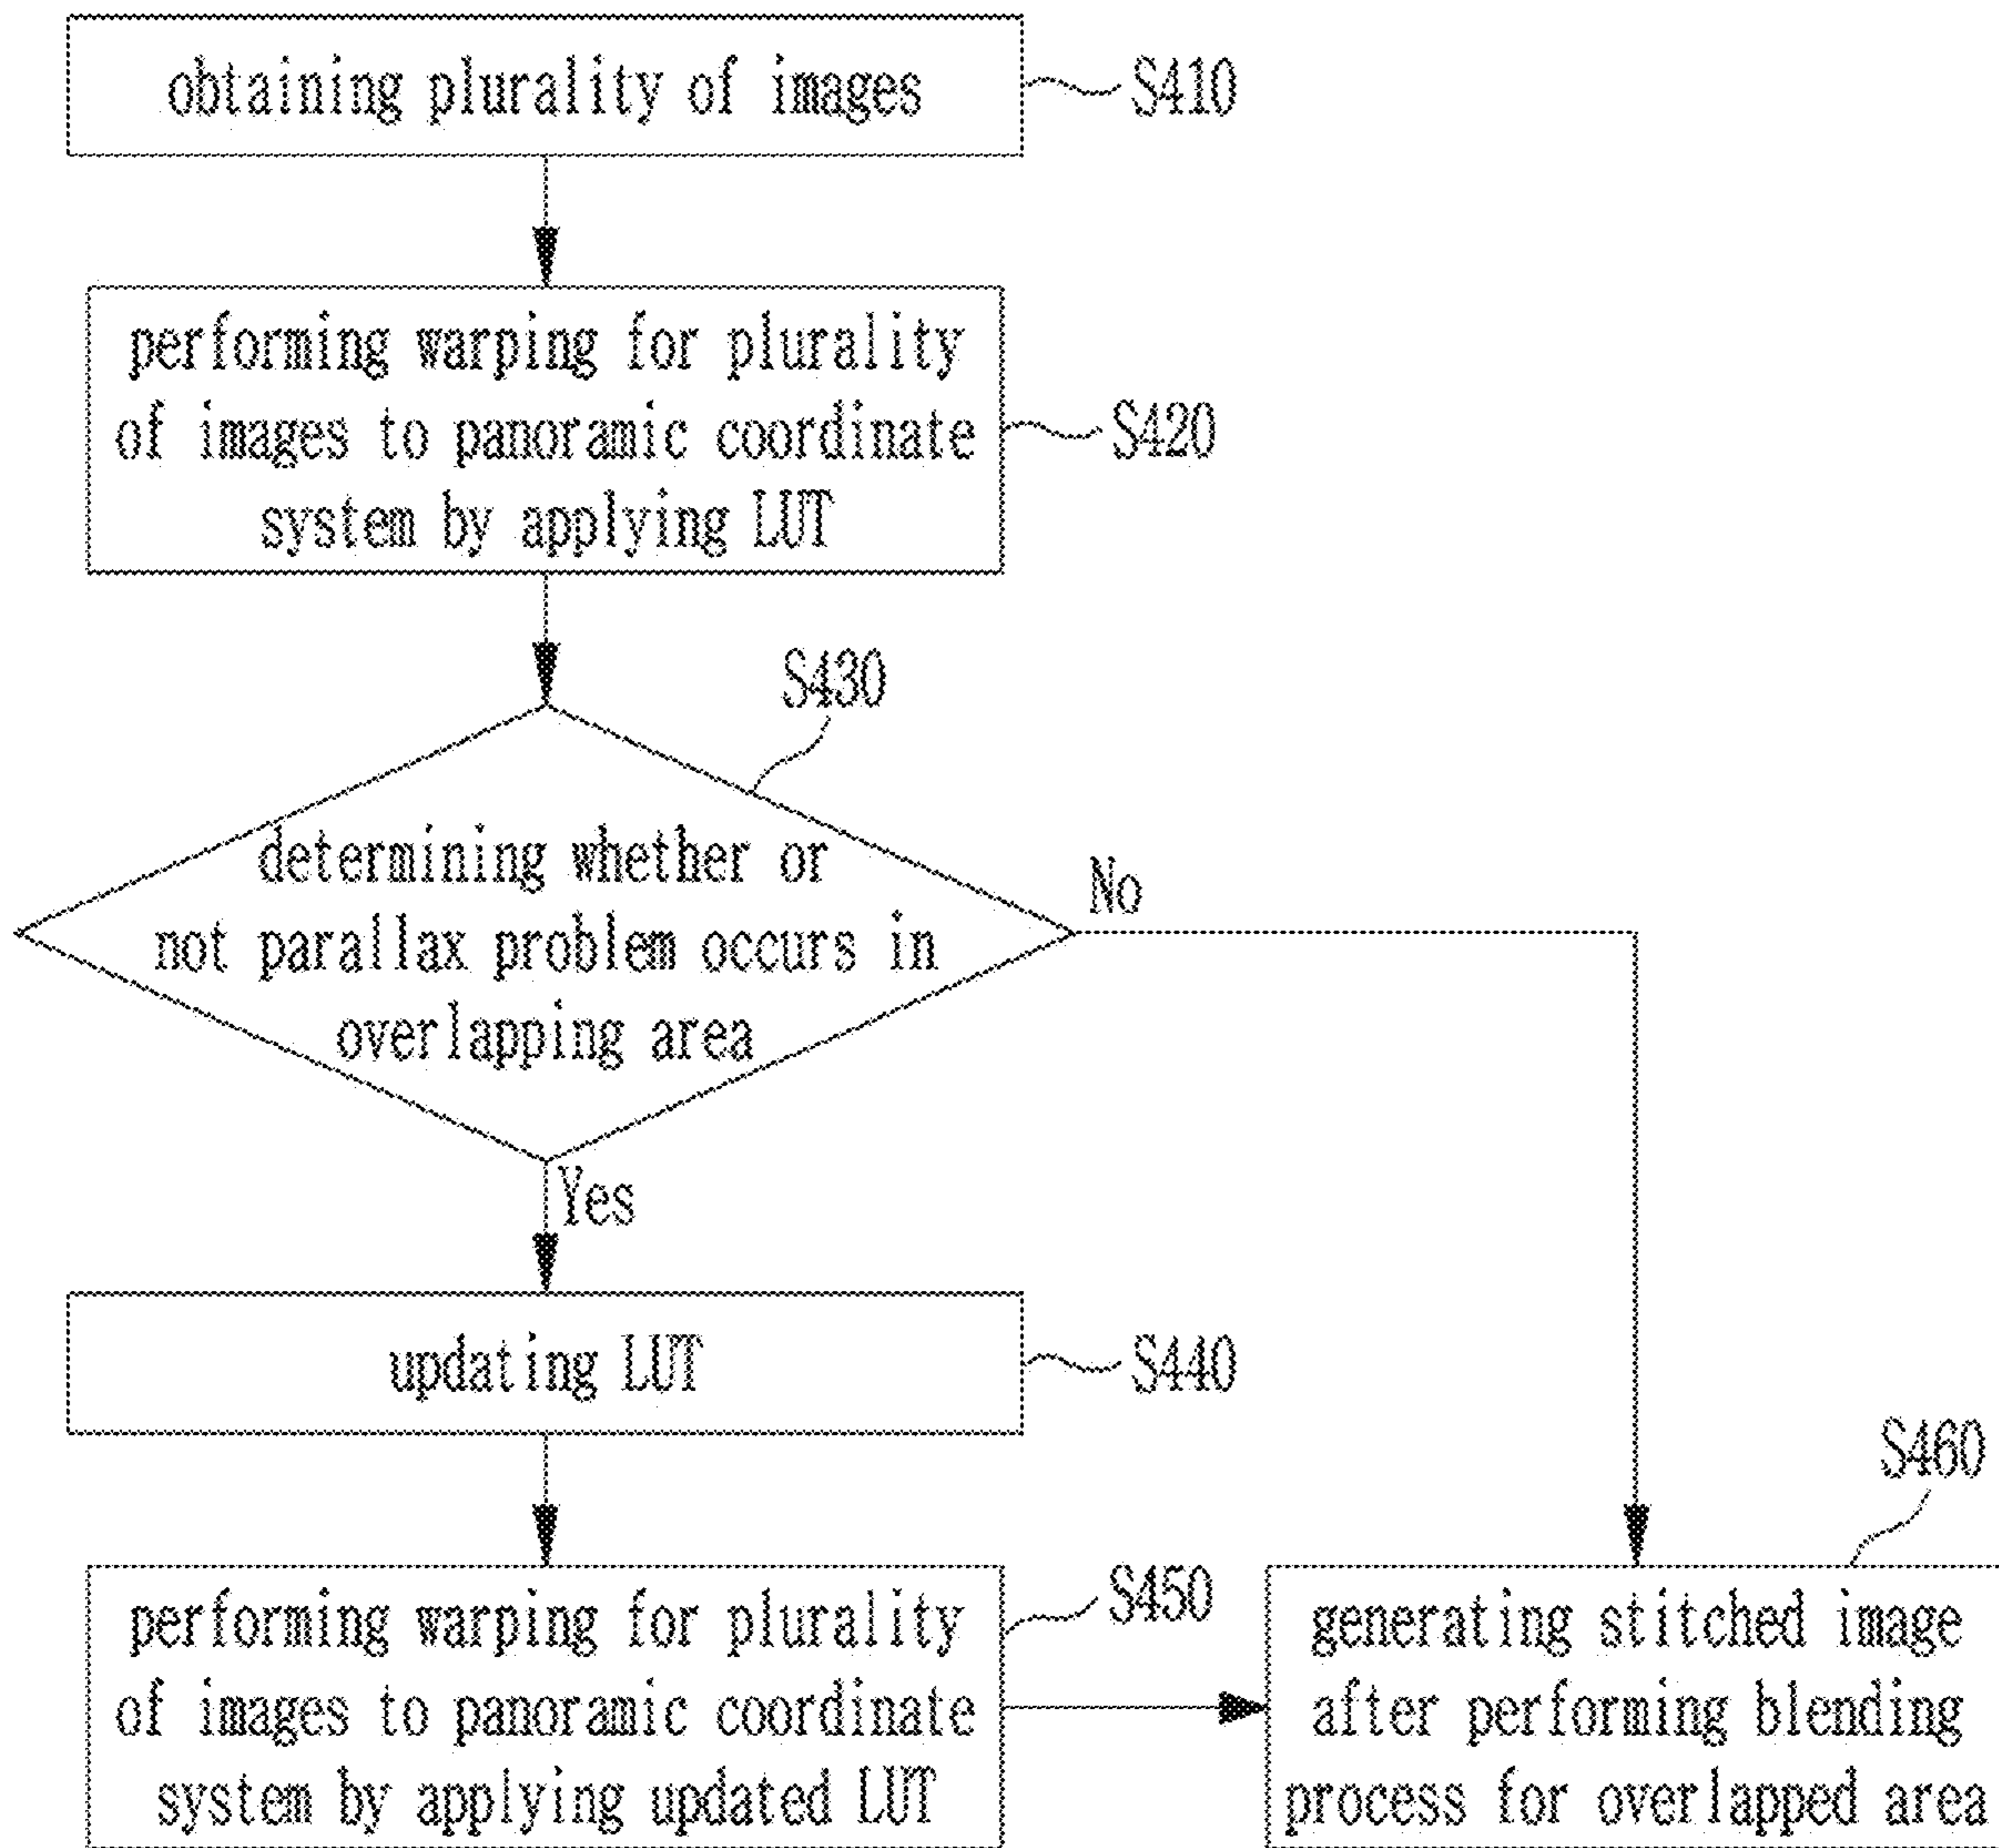 obtaining plurality of images
S410
performing warping for plurality
of images to panoramic coordinate
system by applying LUT
S420
S430
determining whether or
not parallax problem occurs in
overlapping area
No
Yes
updating LUT
S440
performing warping for plurality
of images to panoramic coordinate
system by applying updated LUT
S450
S460
generating stitched image
after performing blending
process for overlapped area